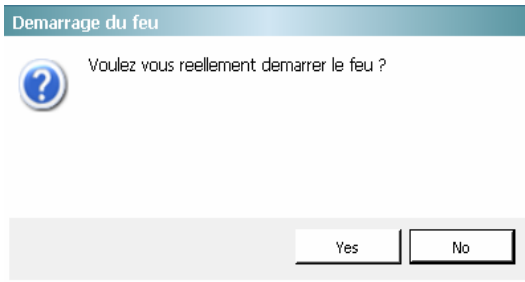 Demarrage du feu
Voulez vous reellement demarrer le feu ?
Yes
No